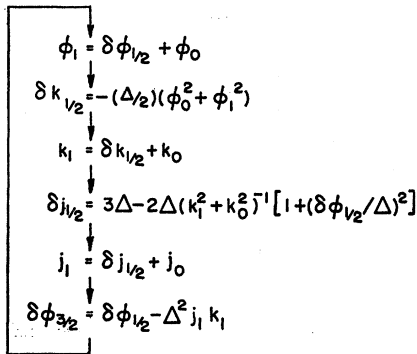 ϕ₁ = δϕ₁/₂ + ϕ₀
δk₁/₂ = -(Δ/2)(ϕ₀² + ϕ₁²)
k₁ = δk₁/₂ + k₀
δj₁/₂ = 3Δ-2Δ(k₁² + k₀²)⁻¹[1+(δϕ₁/₂/Δ)²]
j₁ = δj₁/₂ + j₀
δϕ₃/₂ = δϕ₁/₂ - Δ² j₁ k₁